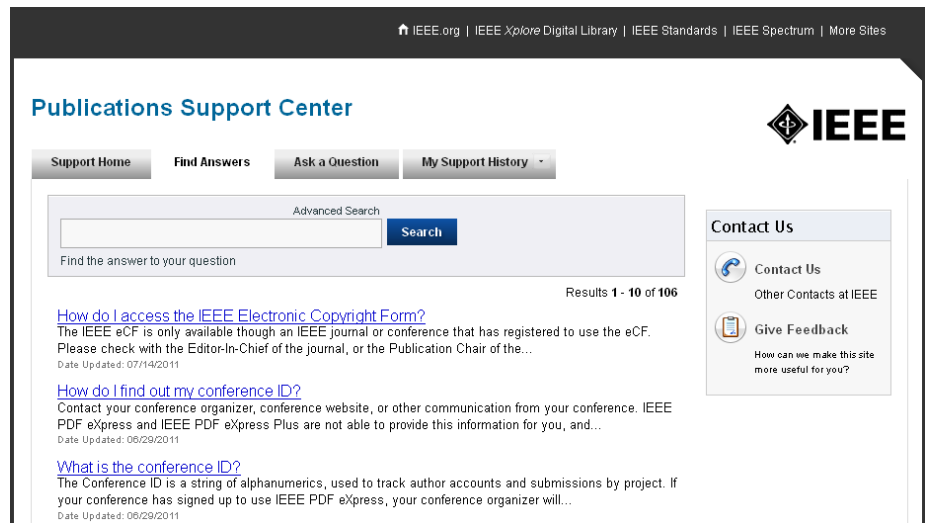 IEEE.org | IEEE Xplore Digital Library | IEEE Standards | IEEE Spectrum | More Sites
Publications Support Center
IEEE
Support Home
Find Answers
Ask a Question
My Support History
Advanced Search
Search
Find the answer to your question
Results 1 - 10 of 106
How do I access the IEEE Electronic Copyright Form?
The IEEE eCF is only available though an IEEE journal or conference that has registered to use the eCF.
Please check with the Editor-In-Chief of the journal, or the Publication Chair of the...
Date Updated: 07/14/2011
How do I find out my conference ID?
Contact your conference organizer, conference website, or other communication from your conference. IEEE
PDF eXpress and IEEE PDF eXpress Plus are not able to provide this information for you, and...
Date Updated: 06/29/2011
What is the conference ID?
The Conference ID is a string of alphanumerics, used to track author accounts and submissions by project. If
your conference has signed up to use IEEE PDF eXpress, your conference organizer will...
Date Updated: 06/29/2011
Contact Us
Contact Us
Other Contacts at IEEE
Give Feedback
How can we make this site
more useful for you?